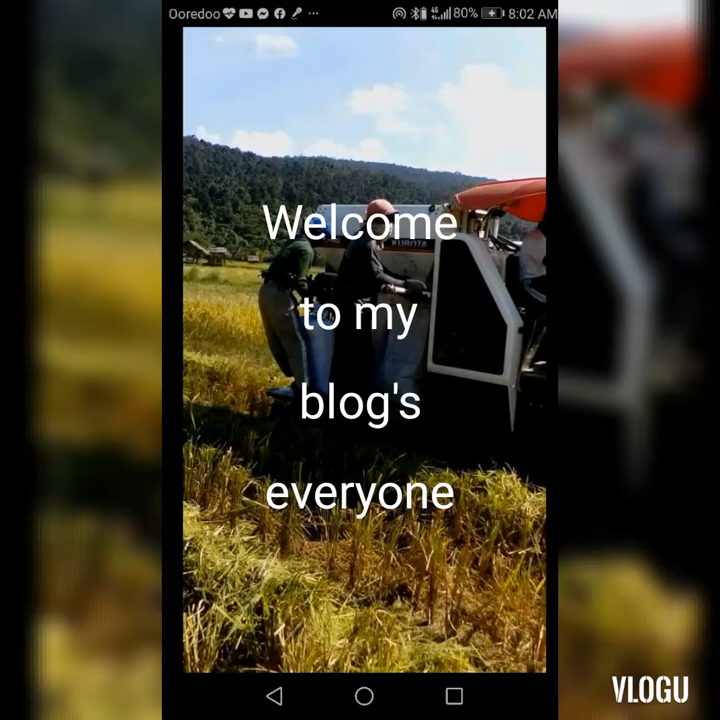 Ooredoo 80% 8:02 AM
Welcome
KUBOTA
to my
blog's
everyone
VLOGU